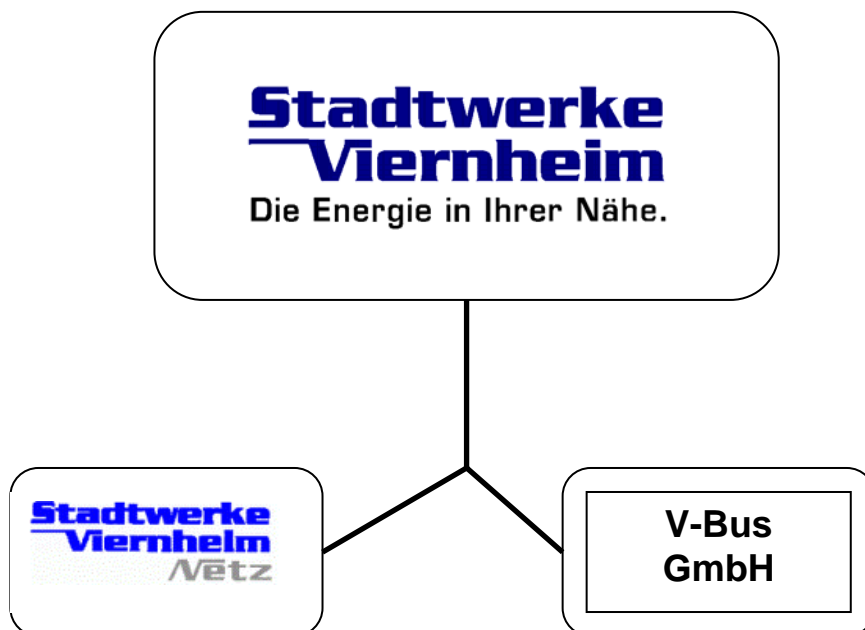 Stadtwerke
Viernheim
Die Energie in Ihrer Nähe.
Stadtwerke
Viernheim
Netz
V-Bus
GmbH